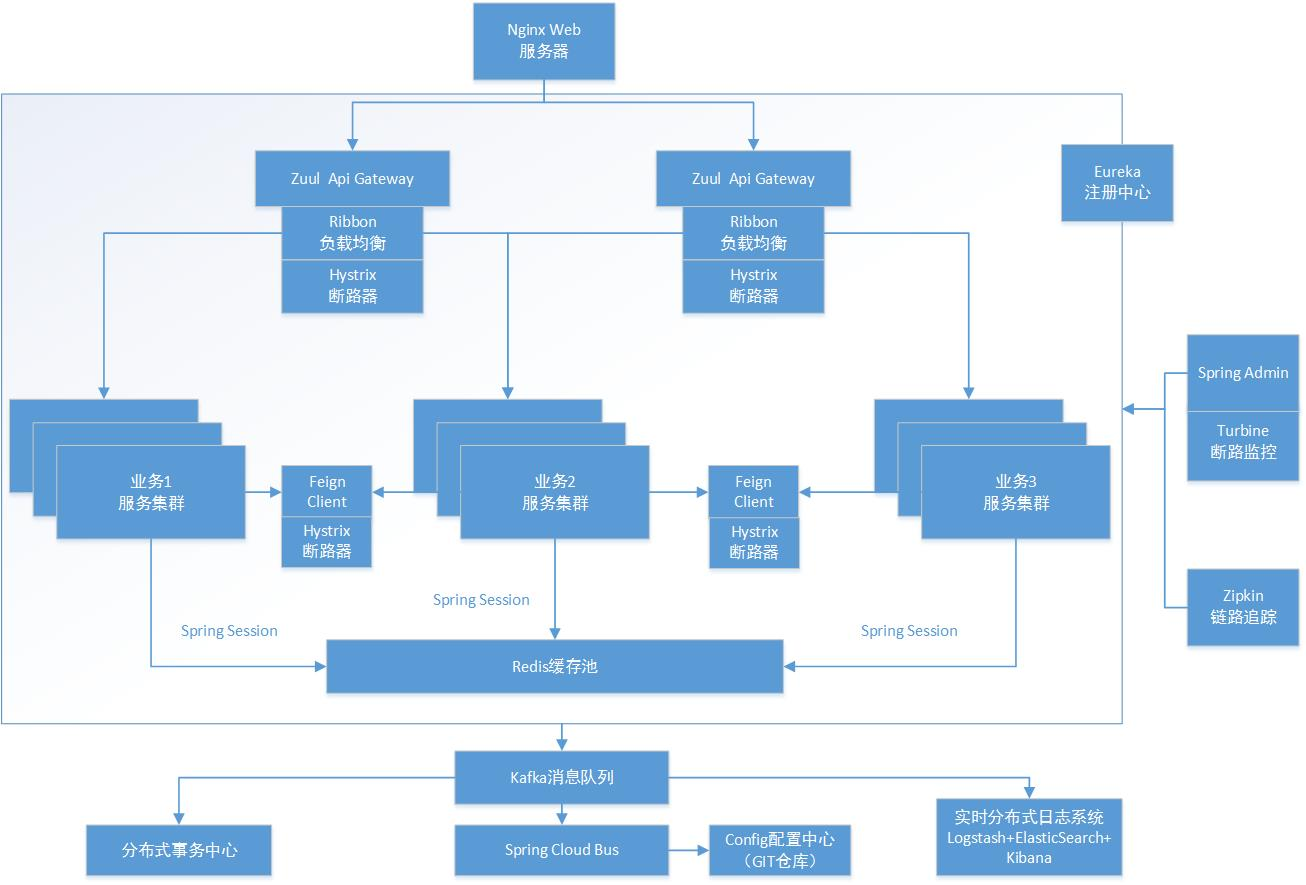 Nginx Web
服务器
Zuul Api Gateway
Zuul Api Gateway
Eureka
注册中心
Ribbon
负载均衡
Ribbon
负载均衡
Hystrix
断路器
Hystrix
断路器
Spring Admin
Turbine
断路监控
业务1
服务集群
Feign
Client
业务2
服务集群
Feign
Client
业务3
服务集群
Hystrix
断路器
Hystrix
断路器
Spring Session
Spring Session
Spring Session
Zipkin
链路追踪
Redis缓存池
Kafka消息队列
分布式事务中心
Spring Cloud Bus
Config配置中心
（GIT仓库）
实时分布式日志系统
Logstash+ElasticSearch+
Kibana